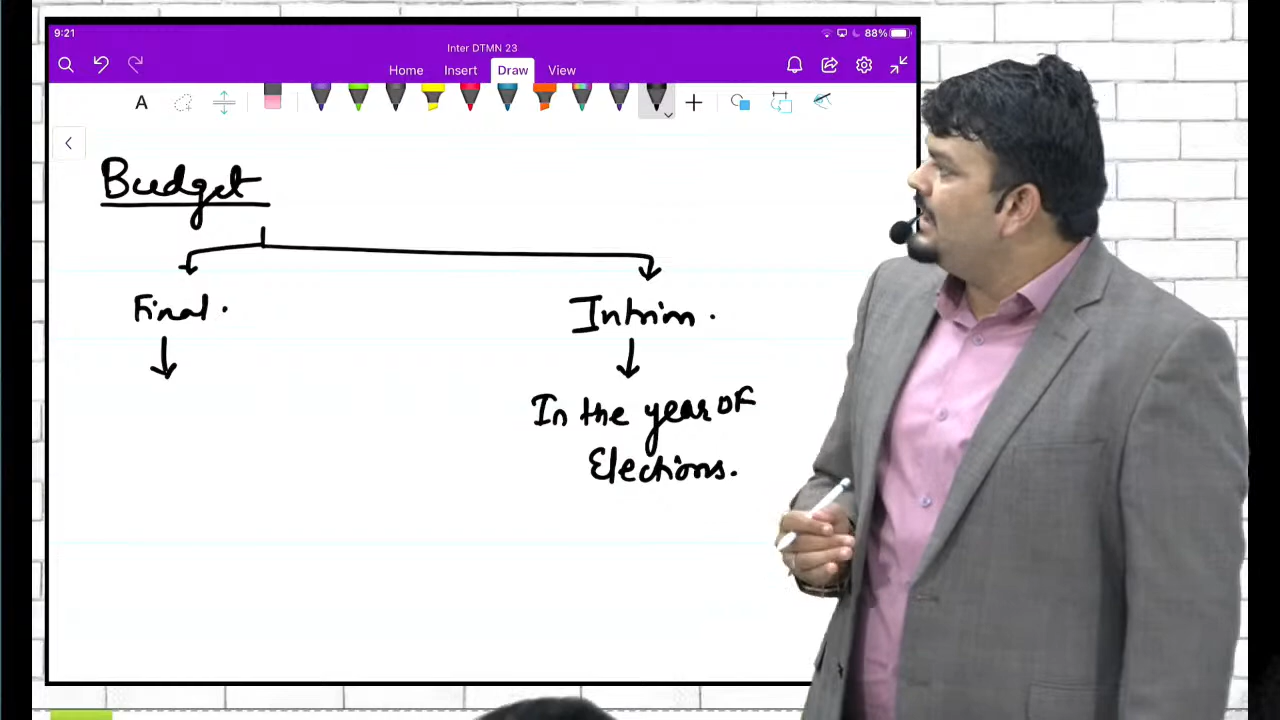 9:21
88%
Inter DTMN 23
Home Insert Draw View
A
Budget
Final.
Intrim.
In the year of
Elections.